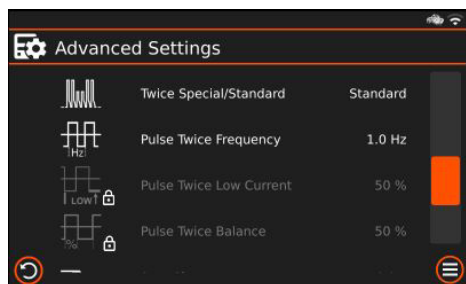 Advanced Settings
Twice Special/Standard Standard
Hz
Pulse Twice Frequency 1.0 Hz
LOW
Pulse Twice Low Current 50 %
%
Pulse Twice Balance 50 %